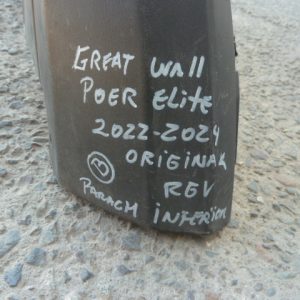 GREAT WALL
POER ELITE
2022-2024
ORIGINAL
REV
PARACH INFERIOR